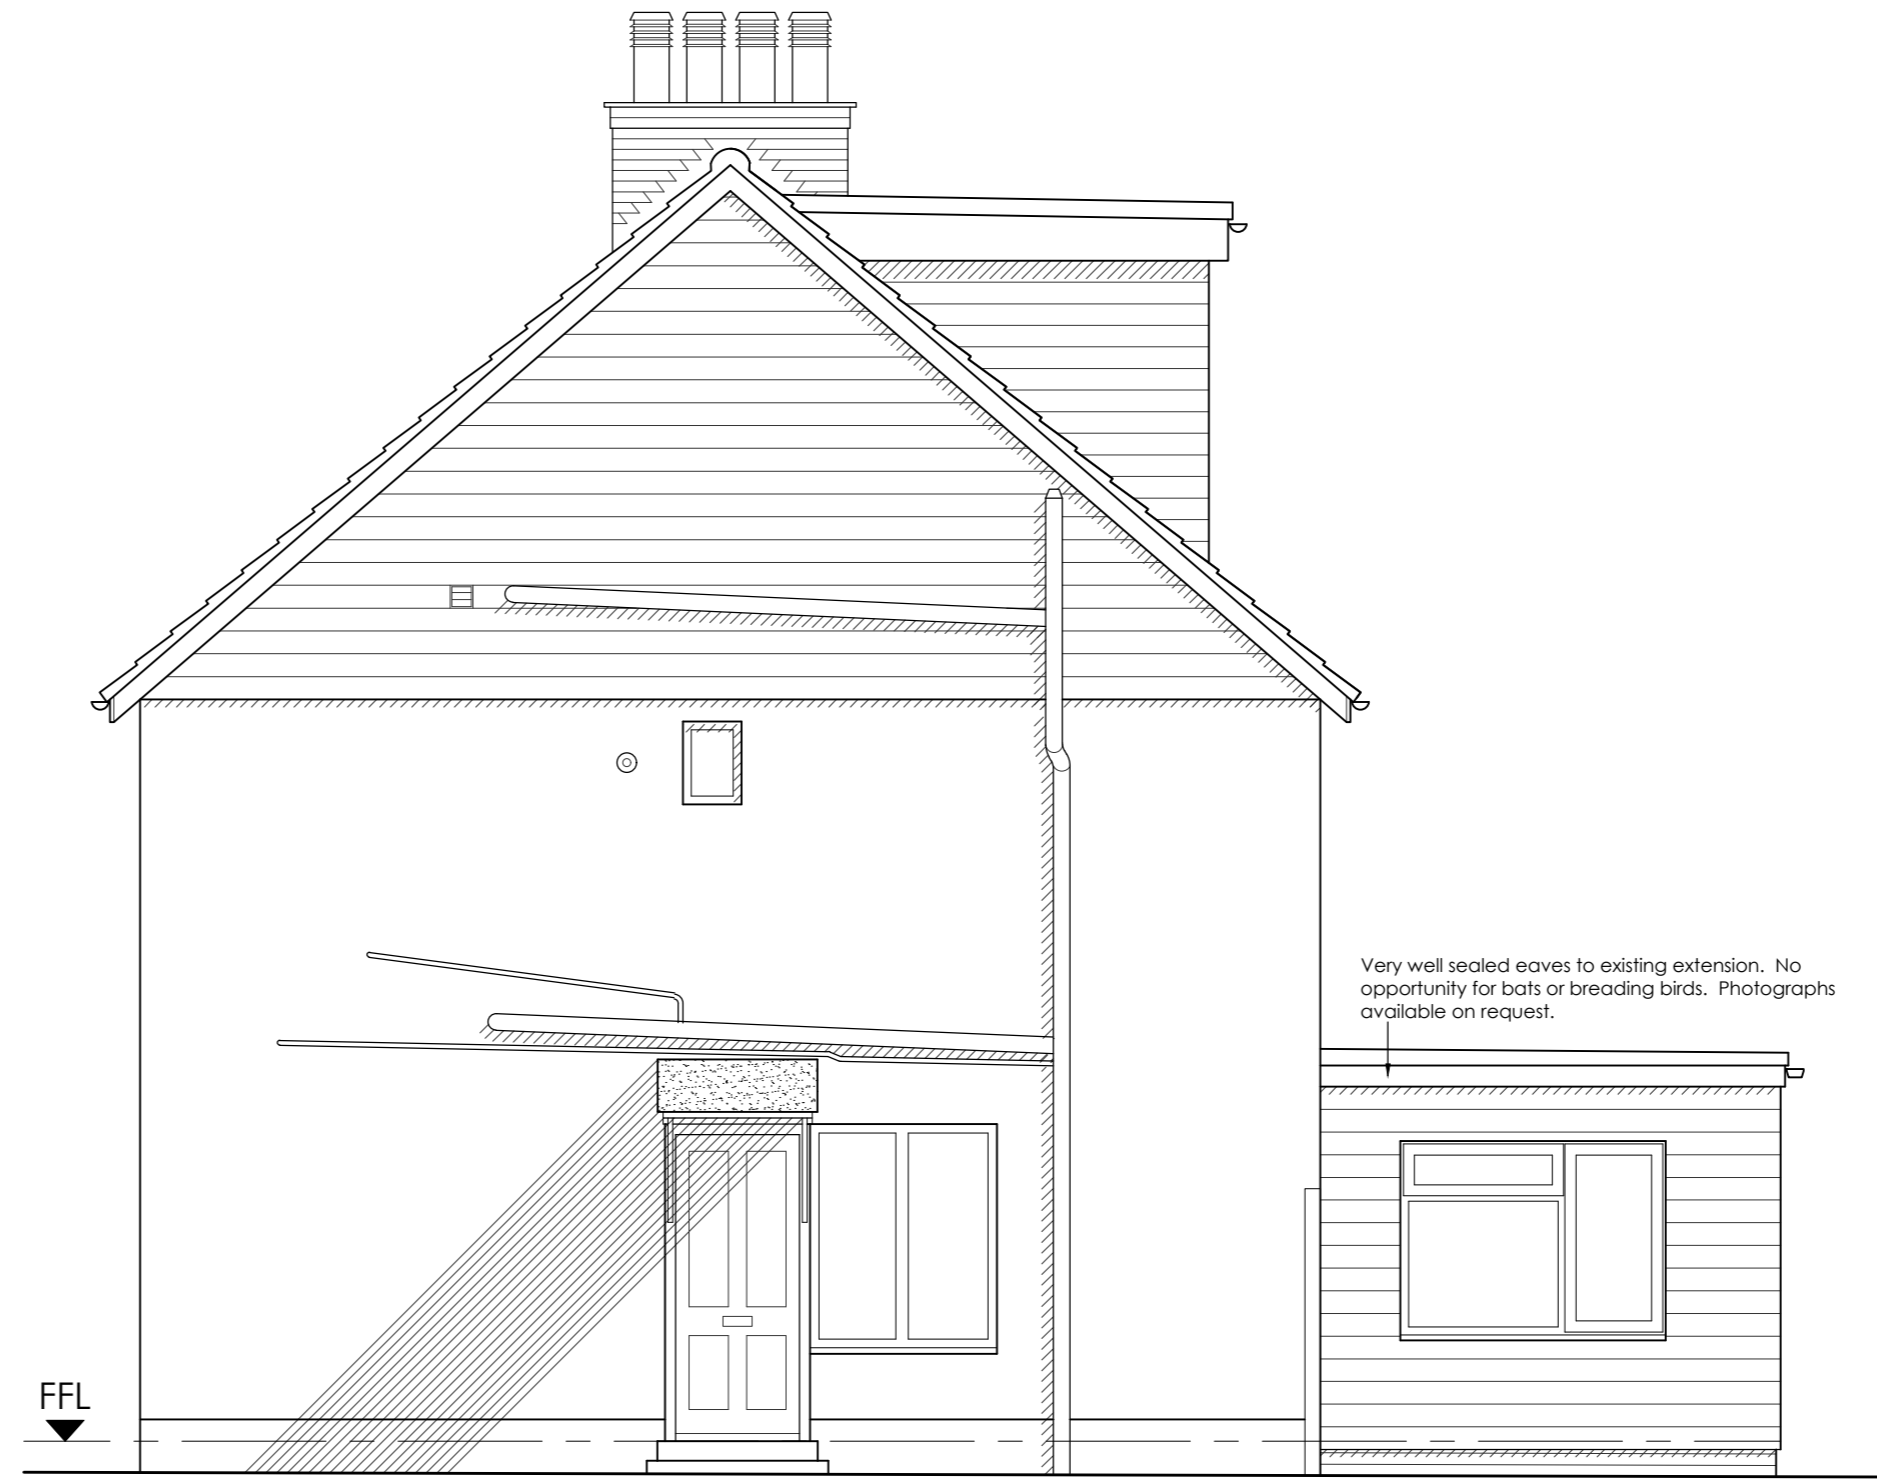 Very well sealed eaves to existing extension.  No
opportunity for bats or breading birds.  Photographs
available on request.
FFL